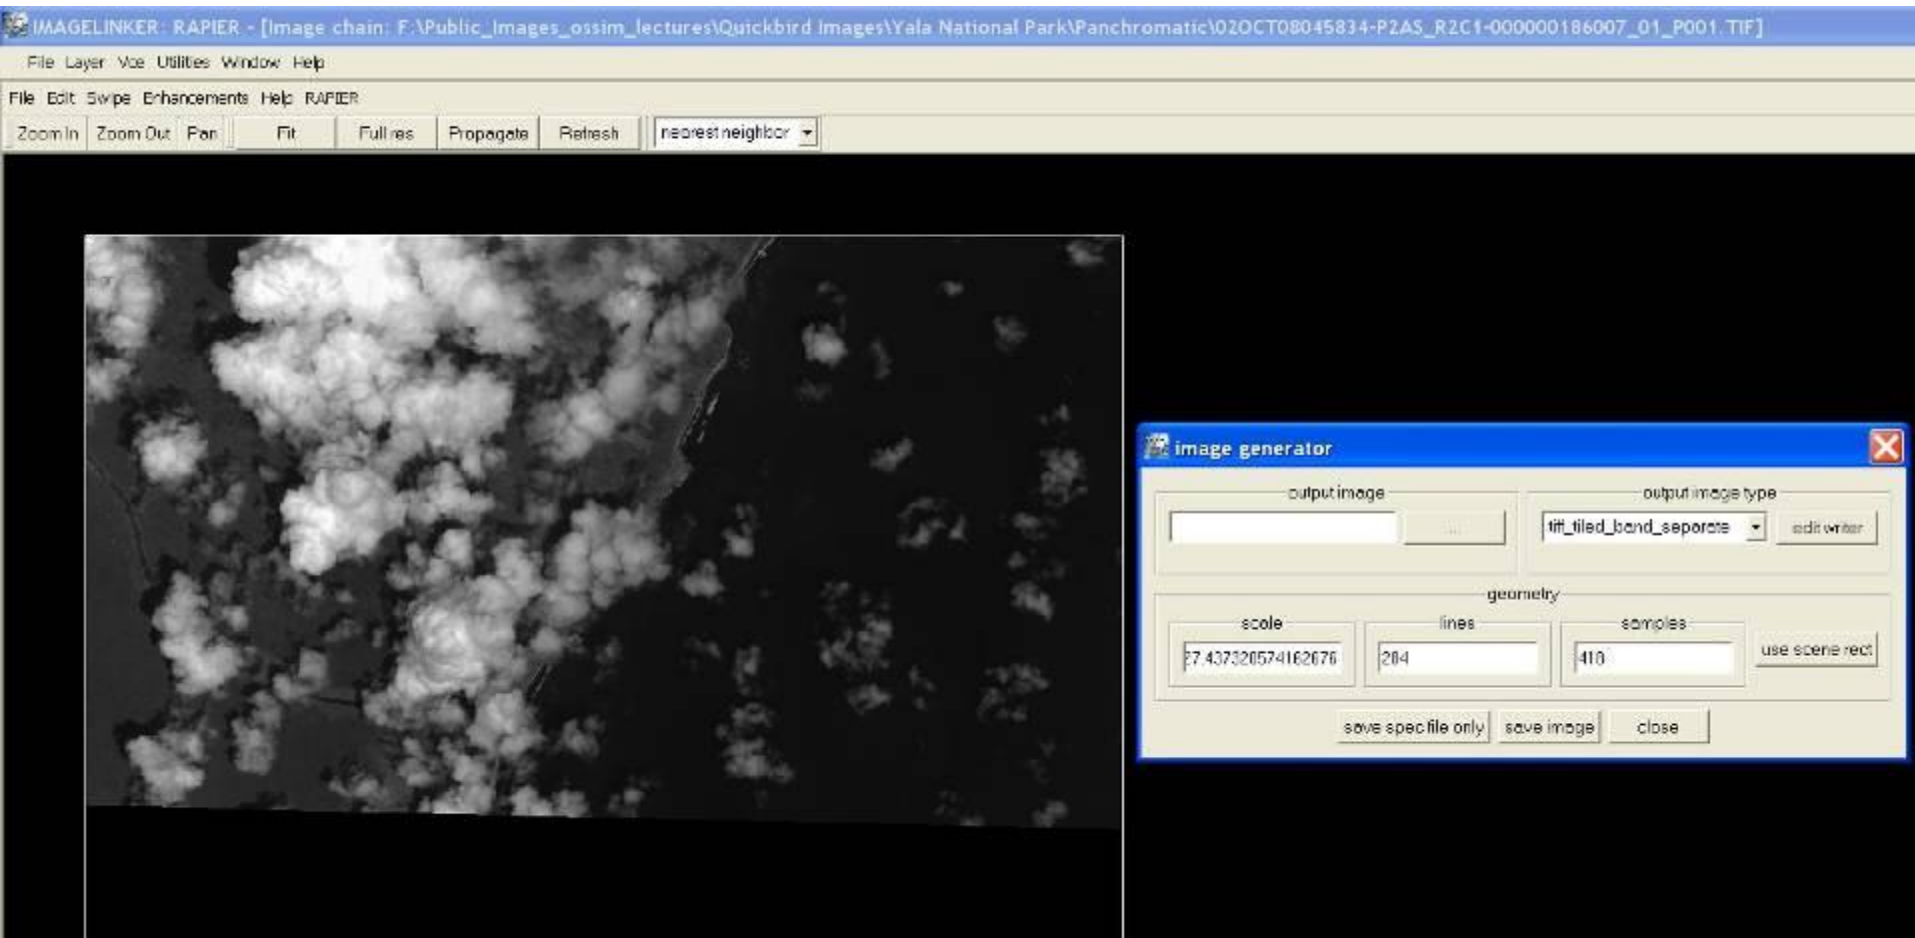 IMAGELINKER: RAPIER - [Image chain: F:\Public_Images_ossim_lectures\Quickbird Images\Yala National Park\Panchromatic\02OCT08045834-P2AS_R2C1-000000186007_01_P001.TIF]
File Layer Vce Utilities Window Help
File Edit Swipe Enhancements Help RAPIER
Zoom In Zoom Out Pan Fit Full res Propagate Refresh nearest neighbor
image generator
output image output image type
... tiff_tiled_band_separate edit writer
geometry
scale lines samples
27.437328574162676 284 418 use scene rect
save spec file only save image close